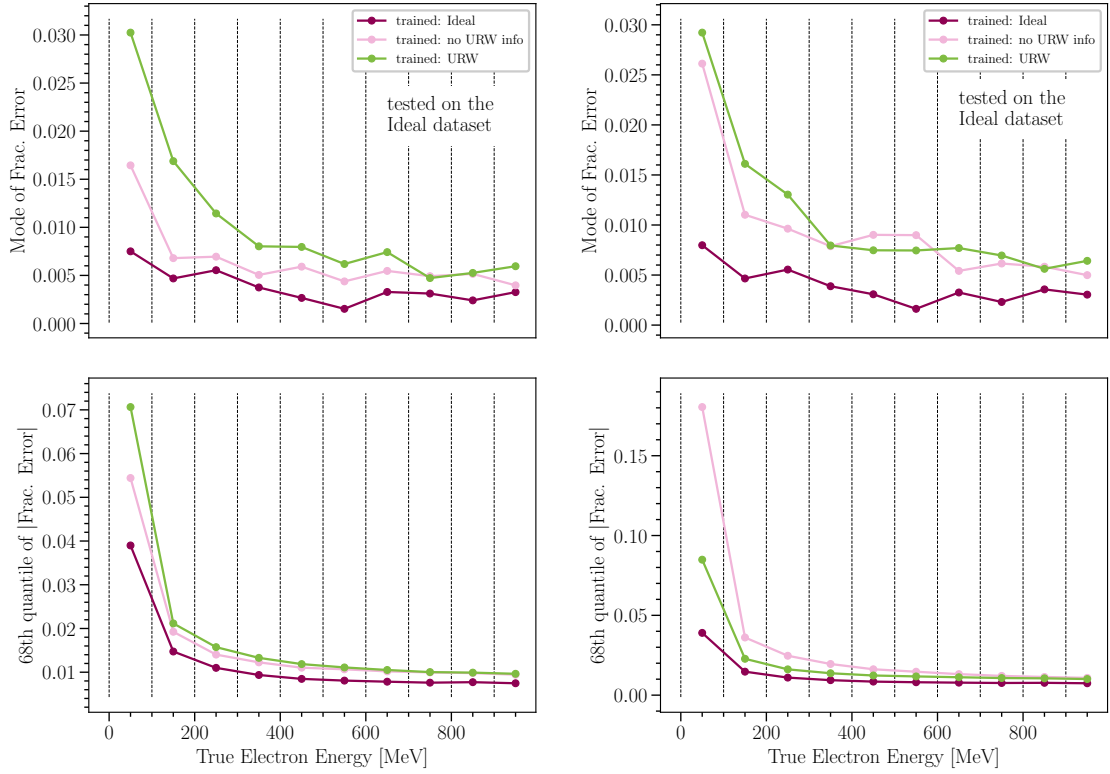 0.030
0.025
0.020
0.015
0.010
0.005
0.000
Mode of Frac. Error
trained: Ideal
trained: no URW info
trained: URW
tested on the
Ideal dataset
0.030
0.025
0.020
0.015
0.010
0.005
0.000
Mode of Frac. Error
trained: Ideal
trained: no URW info
trained: URW
tested on the
Ideal dataset
0.07
0.06
0.05
0.04
0.03
0.02
0.01
68th quantile of |Frac. Error|
0 200 400 600 800
True Electron Energy [MeV]
0.15
0.10
0.05
0.00
68th quantile of |Frac. Error|
0 200 400 600 800
True Electron Energy [MeV]